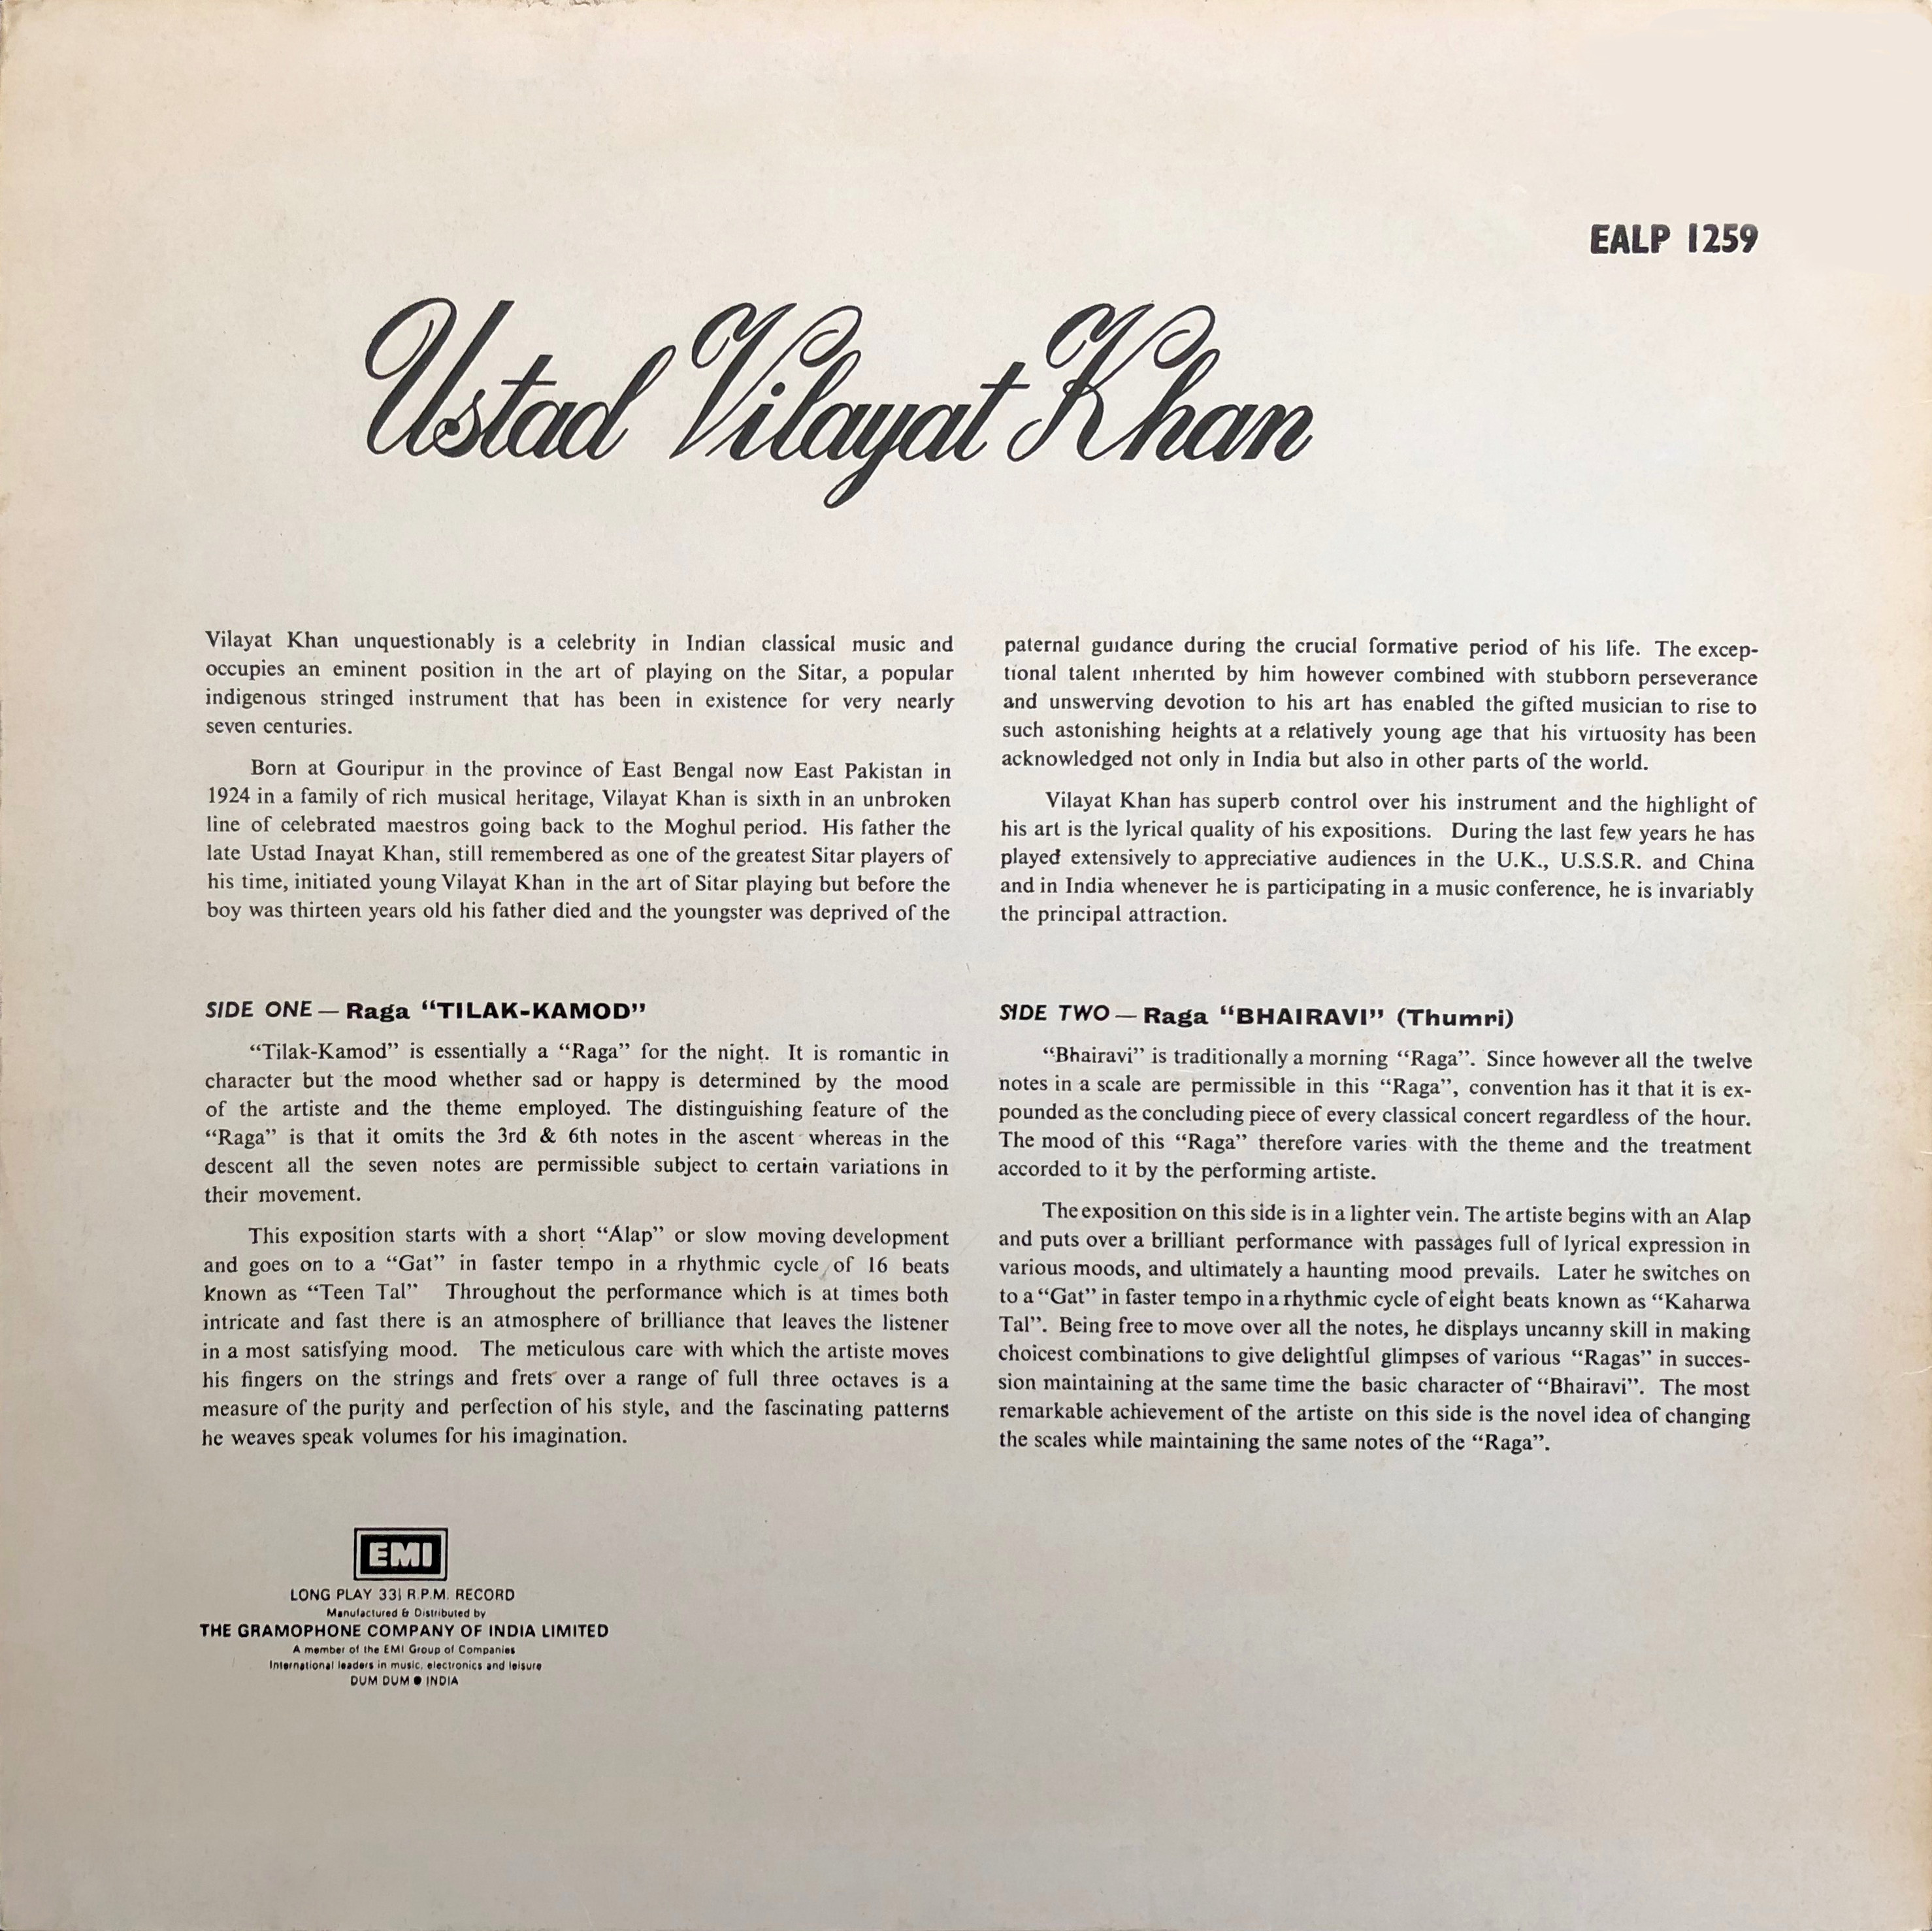 EALP 1259
Ustad Vilayat Khan
Vilayat Khan unquestionably is a celebrity in Indian classical music and
occupies an eminent position in the art of playing on the Sitar, a popular
indigenous stringed instrument that has been in existence for very nearly
seven centuries.
Born at Gouripur in the province of East Bengal now East Pakistan in
1924 in a family of rich musical heritage, Vilayat Khan is sixth in an unbroken
line of celebrated maestros going back to the Moghul period. His father the
late Ustad Inayat Khan, still remembered as one of the greatest Sitar players of
his time, initiated young Vilayat Khan in the art of Sitar playing but before the
boy was thirteen years old his father died and the youngster was deprived of the
paternal guidance during the crucial formative period of his life. The excep-
tional talent inherited by him however combined with stubborn perseverance
and unswerving devotion to his art has enabled the gifted musician to rise to
such astonishing heights at a relatively young age that his virtuosity has been
acknowledged not only in India but also in other parts of the world.
Vilayat Khan has superb control over his instrument and the highlight of
his art is the lyrical quality of his expositions. During the last few years he has
played extensively to appreciative audiences in the U.K., U.S.S.R. and China
and in India whenever he is participating in a music conference, he is invariably
the principal attraction.
SIDE ONE — Raga “TILAK-KAMOD”
“Tilak-Kamod” is essentially a “Raga” for the night. It is romantic in
character but the mood whether sad or happy is determined by the mood
of the artiste and the theme employed. The distinguishing feature of the
“Raga” is that it omits the 3rd & 6th notes in the ascent whereas in the
descent all the seven notes are permissible subject to certain variations in
their movement.
This exposition starts with a short “Alap” or slow moving development
and goes on to a “Gat” in faster tempo in a rhythmic cycle of 16 beats
known as “Teen Tal” Throughout the performance which is at times both
intricate and fast there is an atmosphere of brilliance that leaves the listener
in a most satisfying mood. The meticulous care with which the artiste moves
his fingers on the strings and frets over a range of full three octaves is a
measure of the purity and perfection of his style, and the fascinating patterns
he weaves speak volumes for his imagination.
SIDE TWO — Raga “BHAIRAVI” (Thumri)
“Bhairavi” is traditionally a morning “Raga”. Since however all the twelve
notes in a scale are permissible in this “Raga”, convention has it that it is ex-
pounded as the concluding piece of every classical concert regardless of the hour.
The mood of this “Raga” therefore varies with the theme and the treatment
accorded to it by the performing artiste.
The exposition on this side is in a lighter vein. The artiste begins with an Alap
and puts over a brilliant performance with passages full of lyrical expression in
various moods, and ultimately a haunting mood prevails. Later he switches on
to a “Gat” in faster tempo in a rhythmic cycle of eight beats known as “Kaharwa
Tal”. Being free to move over all the notes, he displays uncanny skill in making
choicest combinations to give delightful glimpses of various “Ragas” in succes-
sion maintaining at the same time the basic character of “Bhairavi”. The most
remarkable achievement of the artiste on this side is the novel idea of changing
the scales while maintaining the same notes of the “Raga”.
EMI
LONG PLAY 33⅓ R.P.M. RECORD
Manufactured & Distributed by
THE GRAMOPHONE COMPANY OF INDIA LIMITED
A member of the EMI Group of Companies
International leaders in music, electronics and leisure
DUM DUM ● INDIA